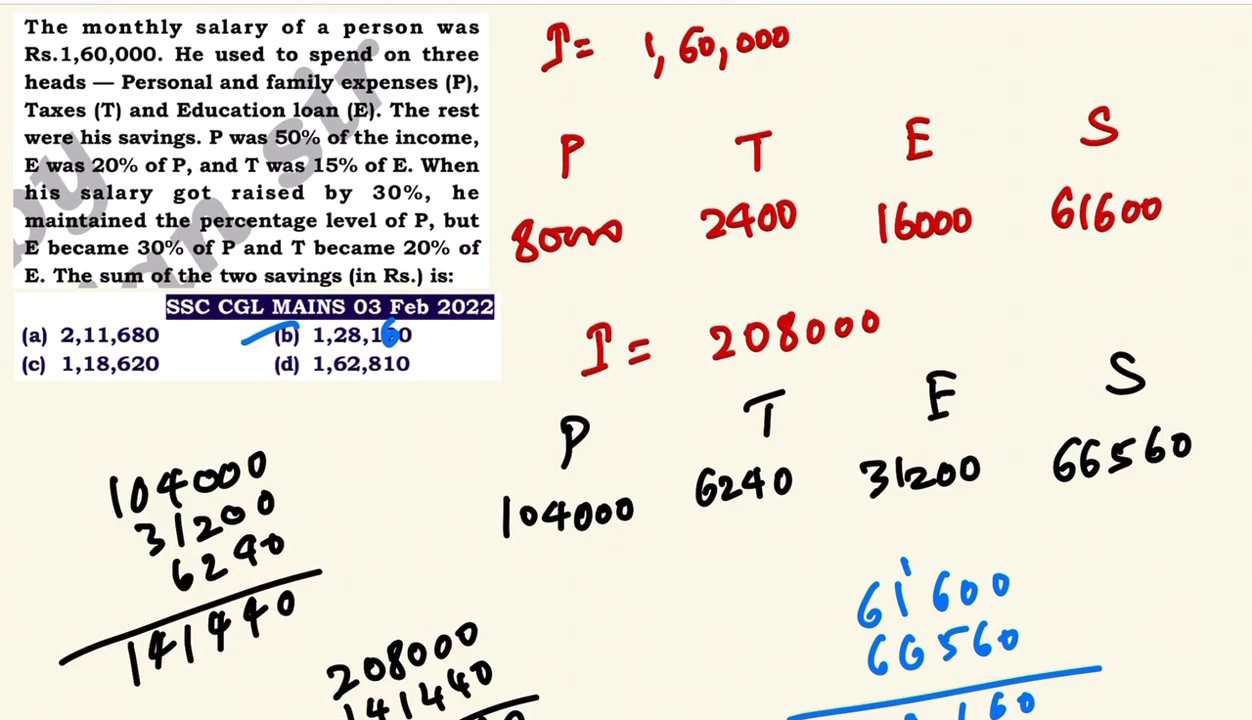 The monthly salary of a person was
Rs.1,60,000. He used to spend on three
heads — Personal and family expenses (P),
Taxes (T) and Education loan (E). The rest
were his savings. P was 50% of the income,
E was 20% of P, and T was 15% of E. When
his salary got raised by 30%, he
maintained the percentage level of P, but
E became 30% of P and T became 20% of
E. The sum of the two savings (in Rs.) is:
SSC CGL MAINS 03 Feb 2022
(a) 2,11,680 (b) 1,28,160
(c) 1,18,620 (d) 1,62,810
I = 1,60,000
P T E S
80000 2400 16000 61600
I = 208000
P T E S
104000 6240 31200 66560
104000
31200
6240
141440
208000
141440
61600
66560